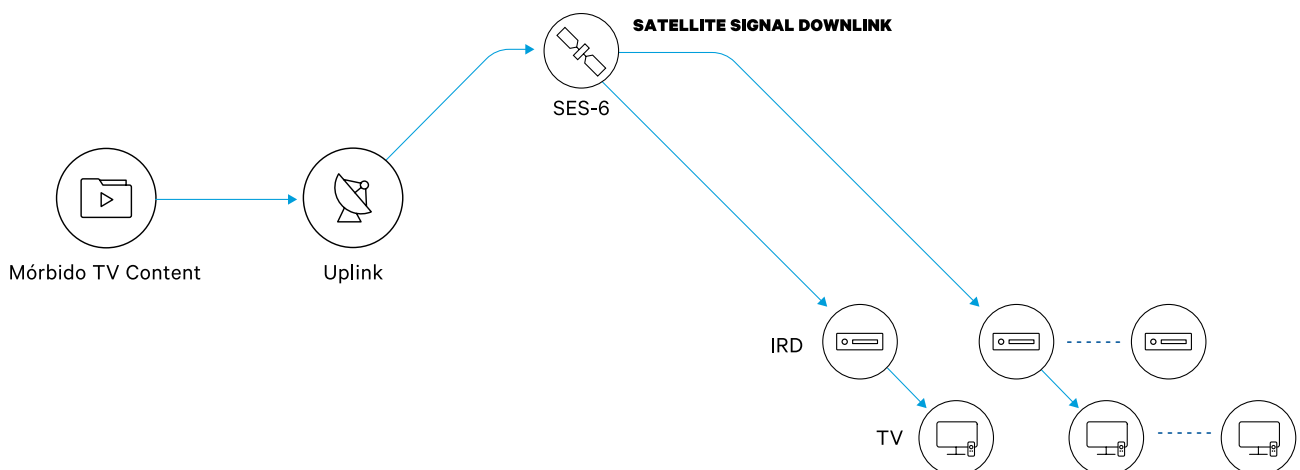 SATELLITE SIGNAL DOWNLINK
SES-6
Mórbido TV Content
Uplink
IRD
TV